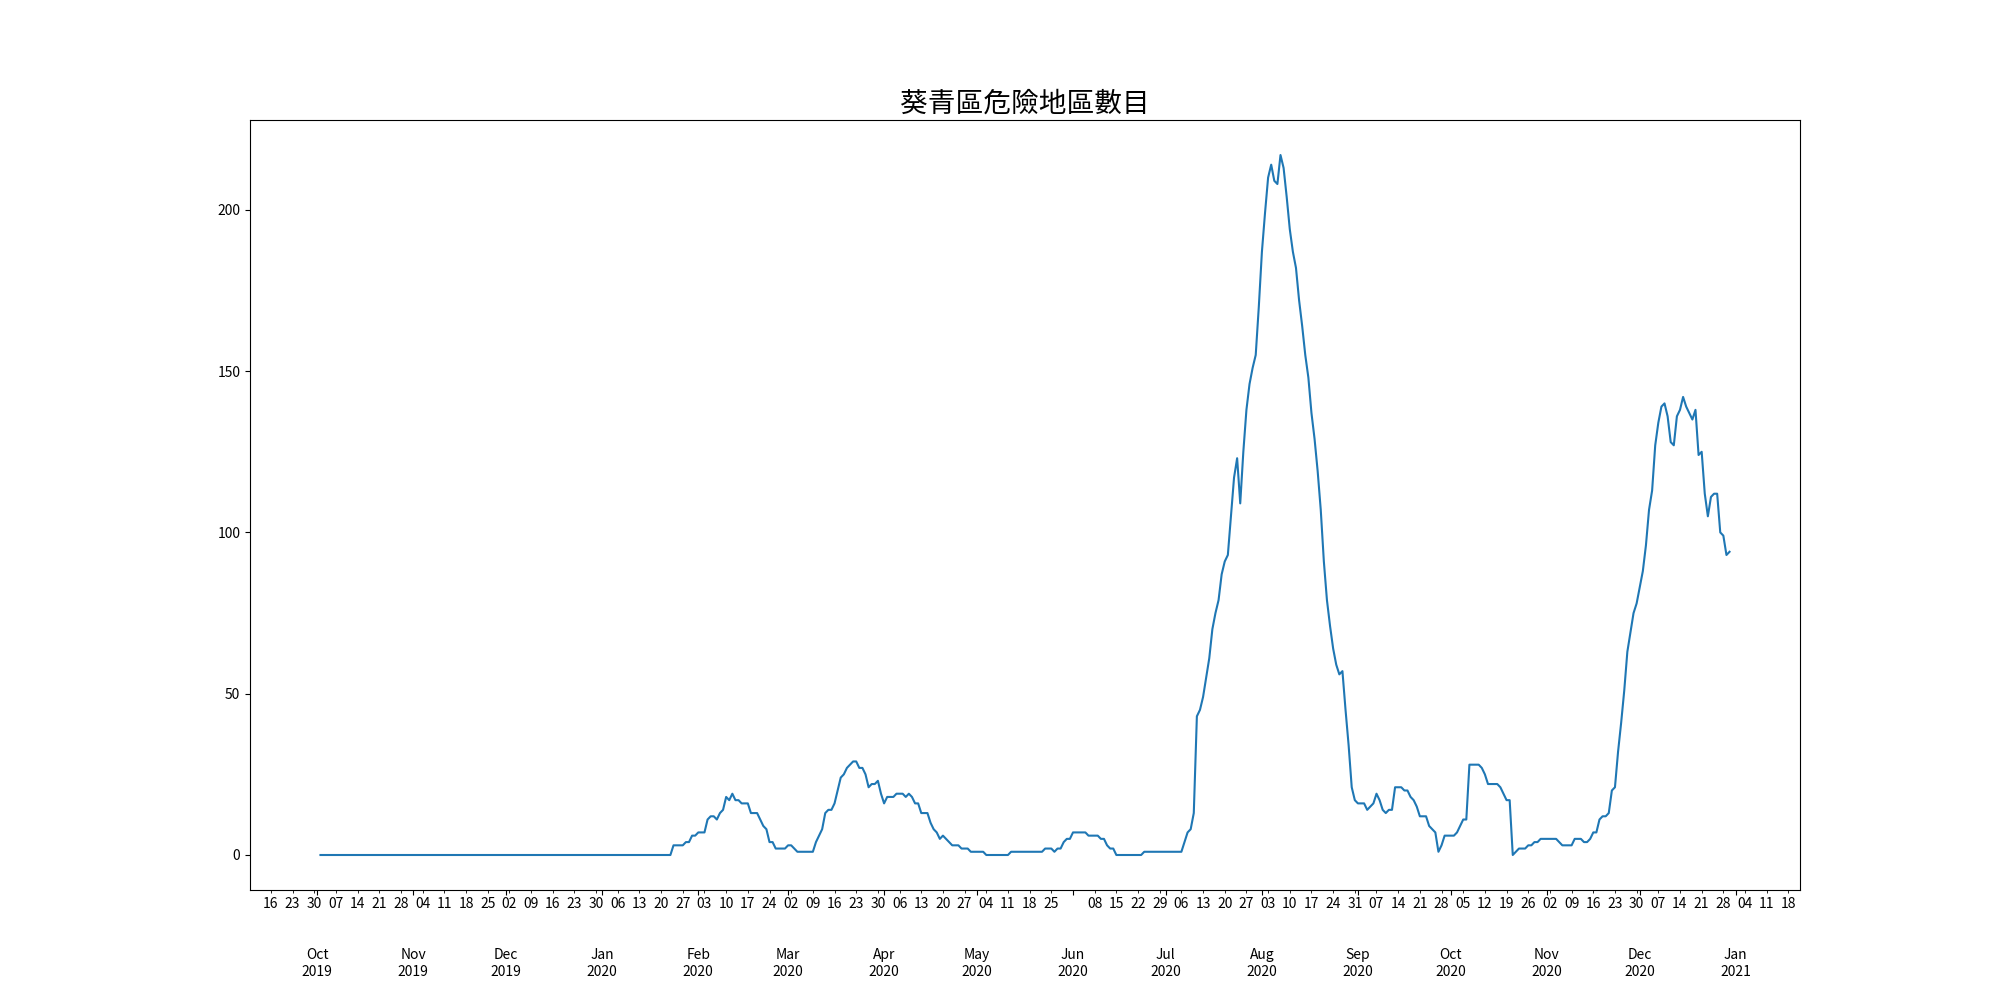 葵青區危險地區數目
200
150
100
50
0
16 23 30 07 14 21 28 04 11 18 25 02 09 16 23 30 06 13 20 27 03 10 17 24 02 09 16 23 30 06 13 20 27 04 11 18 25 08 15 22 29 06 13 20 27 03 10 17 24 31 07 14 21 28 05 12 19 26 02 09 16 23 30 07 14 21 28 04 11 18
Oct Nov Dec Jan Feb Mar Apr May Jun Jul Aug Sep Oct Nov Dec Jan
2019 2019 2019 2020 2020 2020 2020 2020 2020 2020 2020 2020 2020 2020 2020 2021